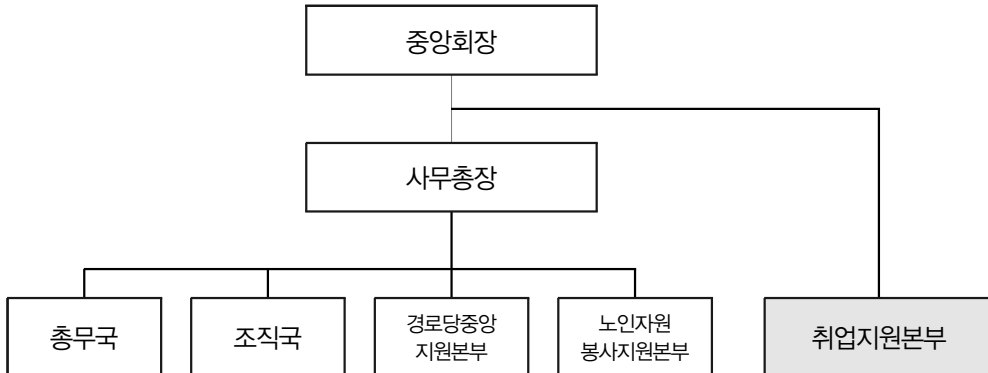 중앙회장
사무총장
총무국
조직국
경로당중앙
지원본부
노인자원
봉사지원본부
취업지원본부